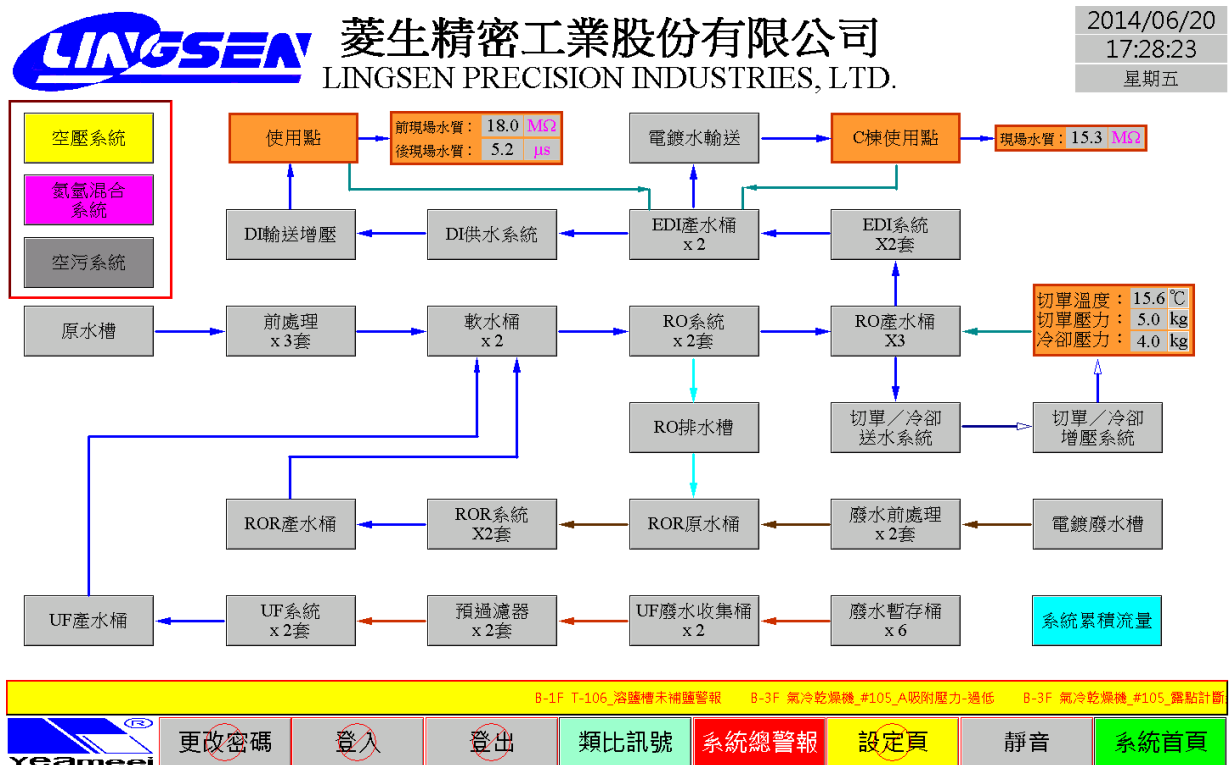 LINGSEN
菱生精密工業股份有限公司
LINGSEN PRECISION INDUSTRIES, LTD.
2014/06/20
17:28:23
星期五
空壓系統
氮氫混合
系統
空污系統
使用點
前現場水質： 18.0 MΩ
後現場水質： 5.2 μs
電鍍水輸送
C棟使用點
現場水質： 15.3 MΩ
DI輸送增壓
DI供水系統
EDI產水桶
x 2
EDI系統
X2套
原水槽
前處理
x 3套
軟水桶
x 2
RO系統
x 2套
RO產水桶
X3
切單溫度： 15.6 ℃
切單壓力： 5.0 kg
冷卻壓力： 4.0 kg
RO排水槽
切單／冷卻
送水系統
切單／冷卻
增壓系統
ROR產水桶
ROR系統
X2套
ROR原水桶
廢水前處理
x 2套
電鍍廢水槽
UF產水桶
UF系統
x 2套
預過濾器
x 2套
UF廢水收集桶
x 2
廢水暫存桶
x 6
系統累積流量
B-1F T-106_溶鹽槽未補鹽警報 B-3F 氣冷乾燥機_#105_A吸附壓力-過低 B-3F 氣冷乾燥機_#105_露點計斷
Yeameei ®
更改密碼
登入
登出
類比訊號
系統總警報
設定頁
靜音
系統首頁